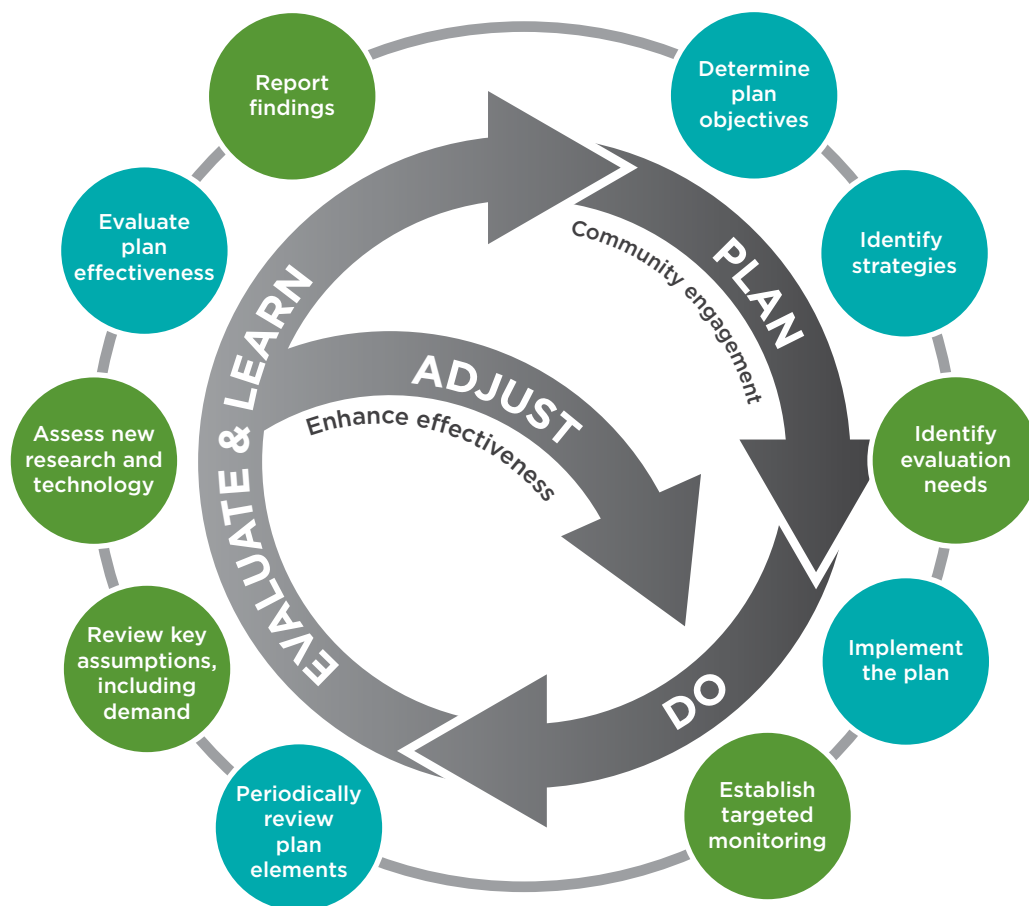 Report
findings
Determine
plan
objectives
Identify
strategies
Identify
evaluation
needs
Implement
the plan
Establish
targeted
monitoring
Periodically
review
plan
elements
Review key
assumptions,
including
demand
Assess new
research and
technology
Evaluate
plan
effectiveness
PLAN
Community engagement
DO
EVALUATE & LEARN
ADJUST
Enhance effectiveness